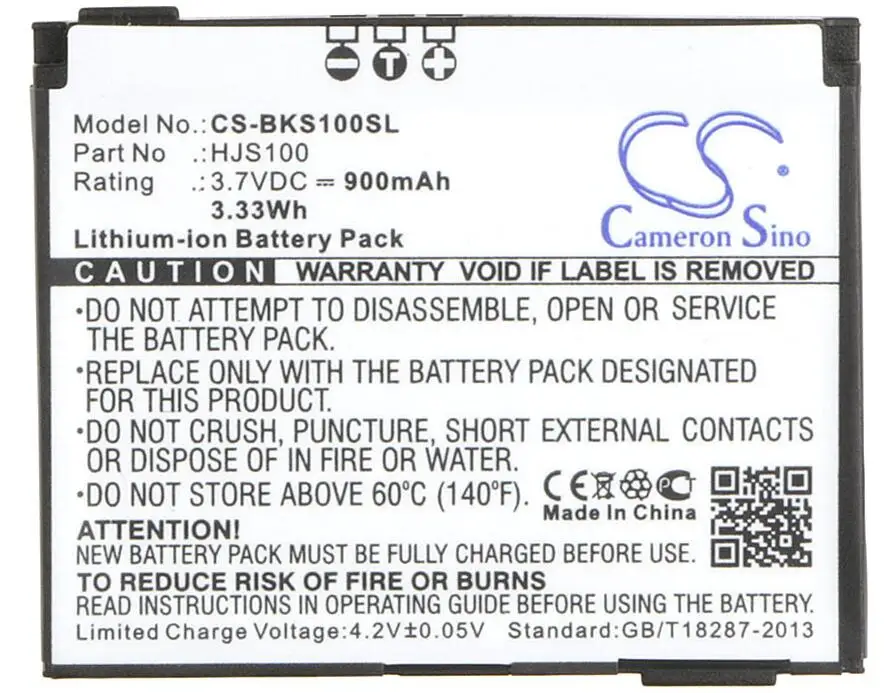 − T +
Model No.: CS-BKS100SL
Part No .: HJS100
Rating .: 3.7VDC ⎓ 900mAh
3.33Wh
Lithium-ion Battery Pack
CS ®
Cameron Sino
CAUTION WARRANTY VOID IF LABEL IS REMOVED
•DO NOT ATTEMPT TO DISASSEMBLE, OPEN OR SERVICE
THE BATTERY PACK.
•REPLACE ONLY WITH THE BATTERY PACK DESIGNATED
FOR THIS PRODUCT.
•DO NOT CRUSH, PUNCTURE, SHORT EXTERNAL CONTACTS
OR DISPOSE OF IN FIRE OR WATER.
•DO NOT STORE ABOVE 60°C (140°F).
CE PCT
Made In China
ATTENTION!
NEW BATTERY PACK MUST BE FULLY CHARGED BEFORE USE.
TO REDUCE RISK OF FIRE OR BURNS
READ INSTRUCTIONS IN OPERATING GUIDE BEFORE USING THE BATTERY.
Limited Charge Voltage:4.2V±0.05V Standard:GB/T18287-2013